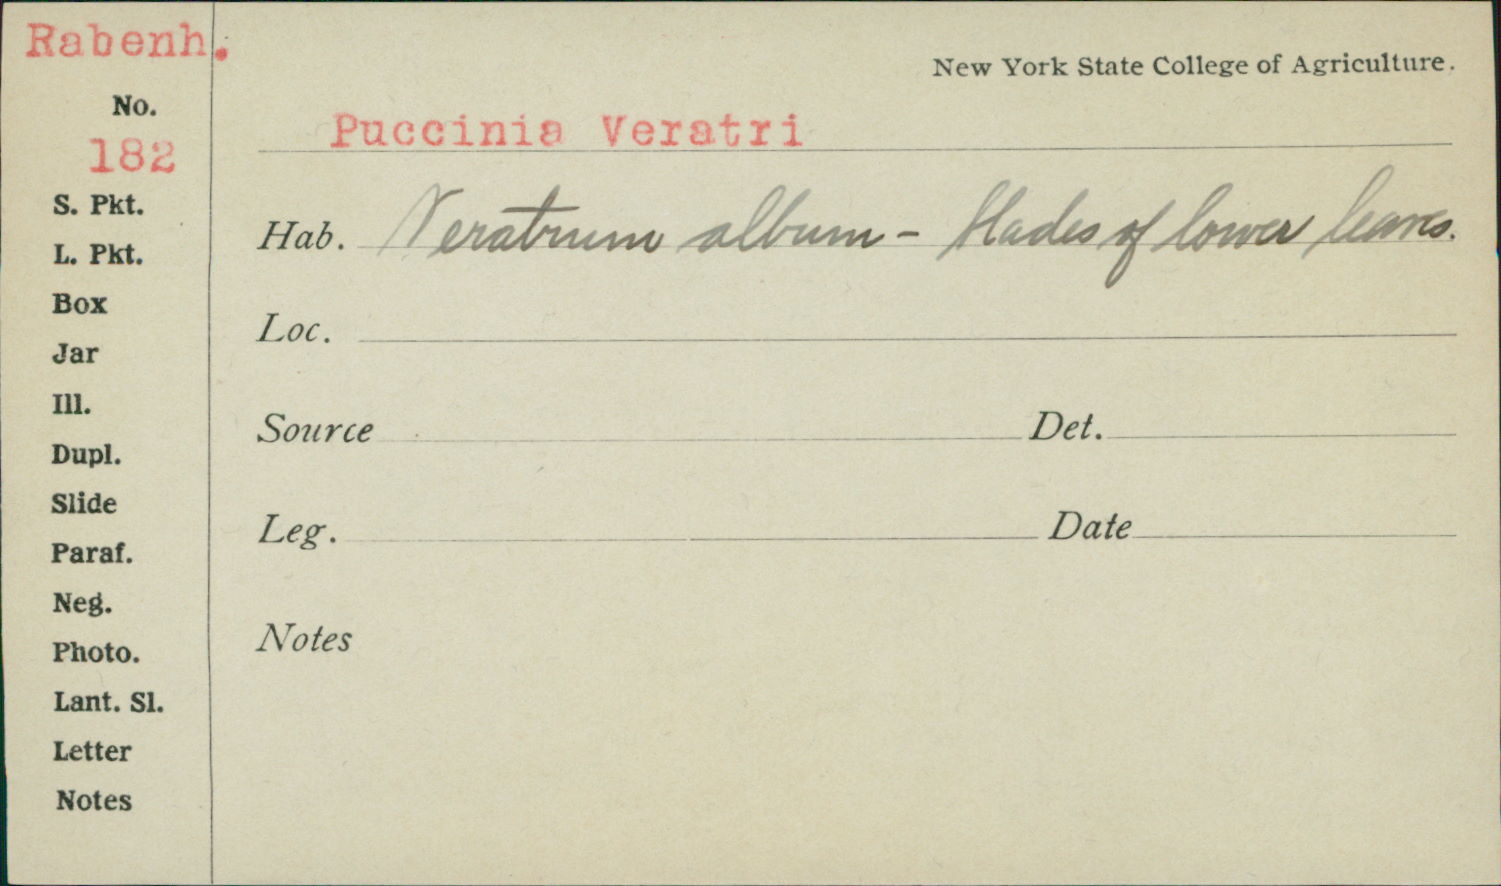 Rabenh.
New York State College of Agriculture.
No.
182
Puccinia Veratri
S. Pkt.
L. Pkt.
Box
Jar
Ill.
Dupl.
Slide
Paraf.
Neg.
Photo.
Lant. Sl.
Letter
Notes
Hab. Veratrum album - blades of lower leaves.
Loc.
Source Det.
Leg. Date
Notes